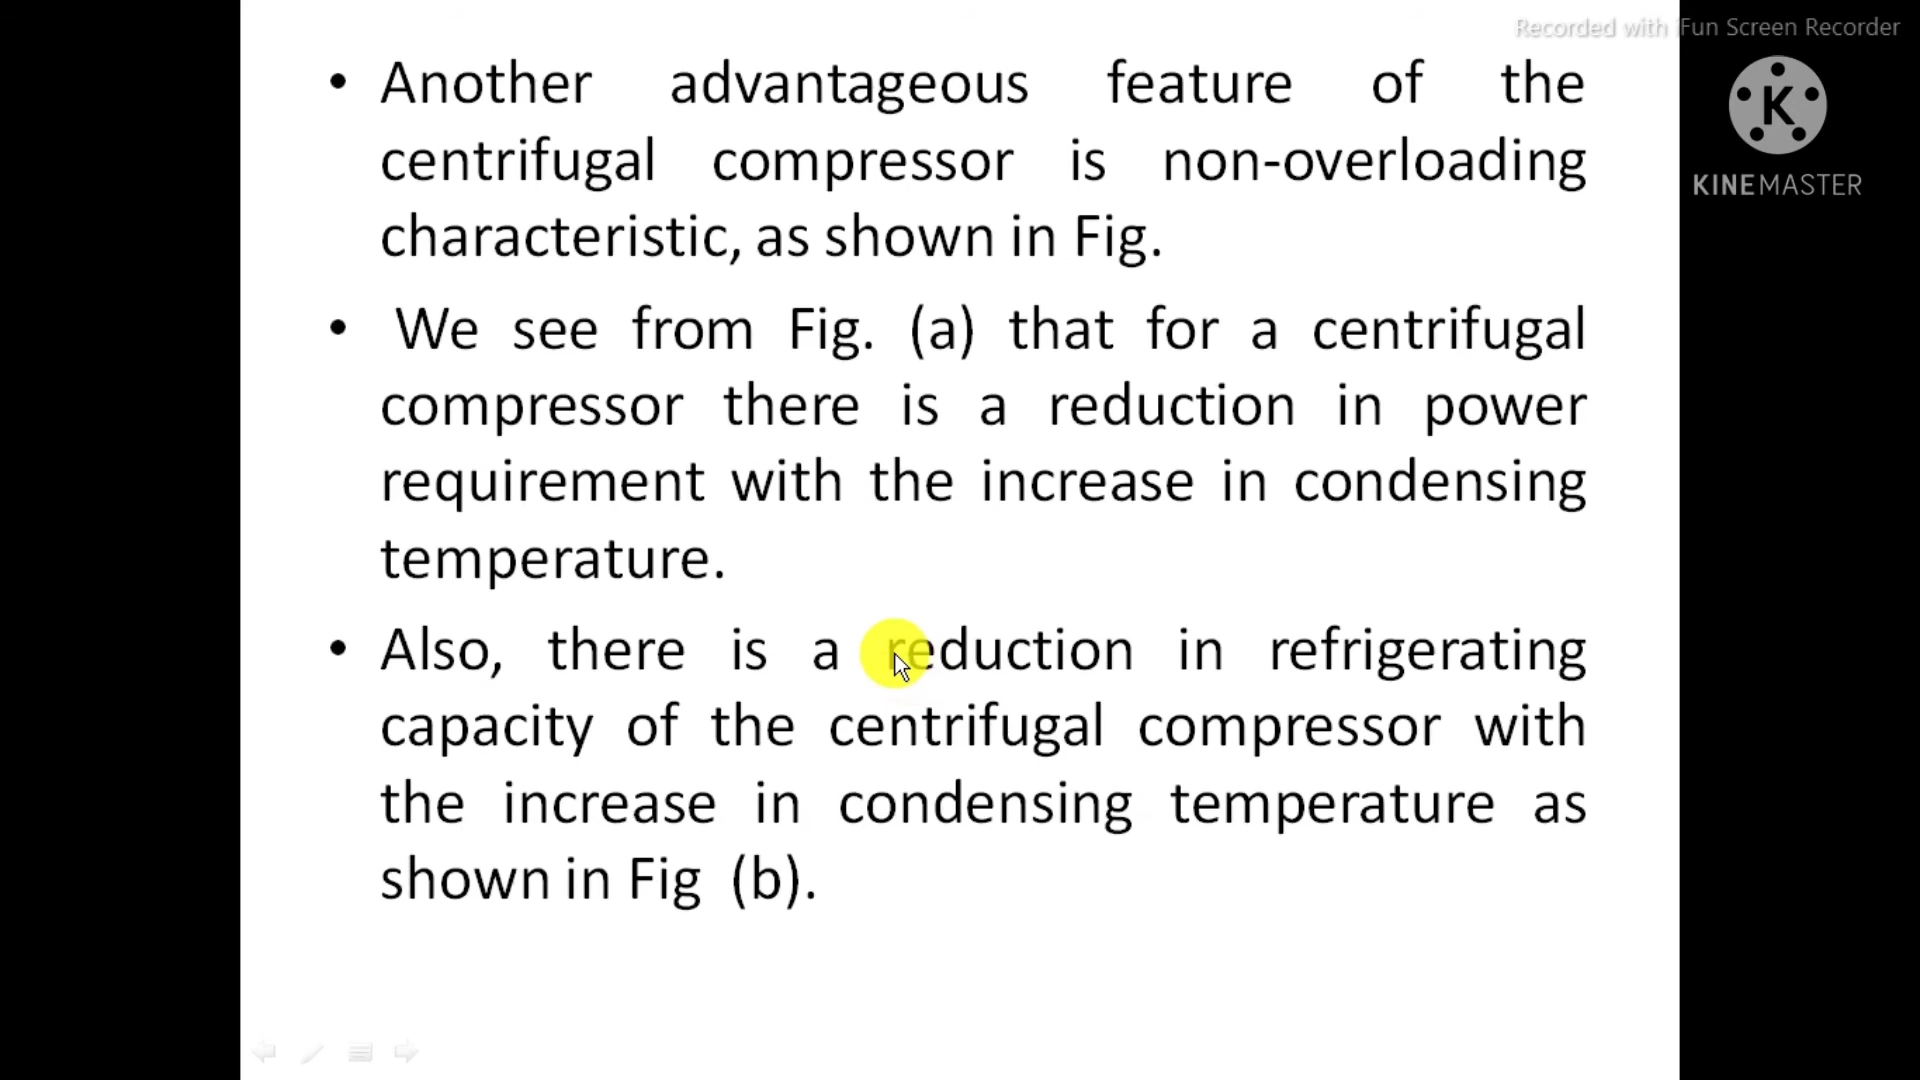 Recorded with iFun Screen Recorder
K
KINEMASTER
• Another advantageous feature of the
centrifugal compressor is non-overloading
characteristic, as shown in Fig.
• We see from Fig. (a) that for a centrifugal
compressor there is a reduction in power
requirement with the increase in condensing
temperature.
• Also, there is a reduction in refrigerating
capacity of the centrifugal compressor with
the increase in condensing temperature as
shown in Fig (b).